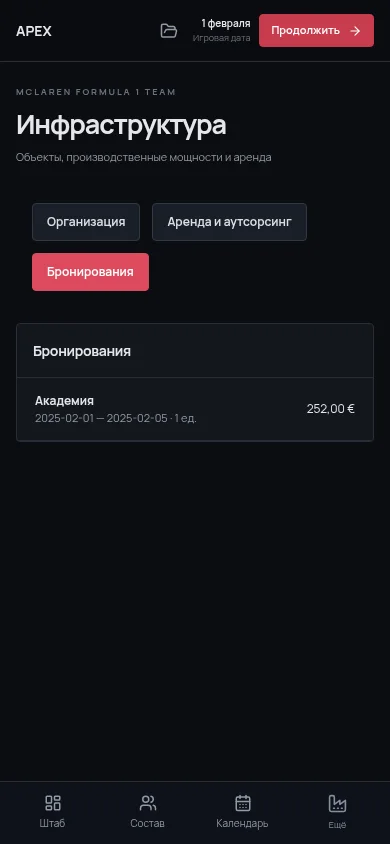 APEX
1 февраля
Игровая дата
Продолжить
MCLAREN FORMULA 1 TEAM
Инфраструктура
Объекты, производственные мощности и аренда
Организация
Аренда и аутсорсинг
Бронирования
Бронирования
Академия
252,00 €
2025-02-01 — 2025-02-05 · 1 ед.
Штаб
Состав
Календарь
Ещё